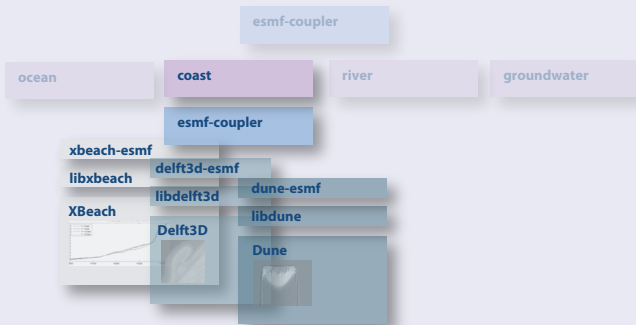 esmf-coupler
ocean
coast
river
groundwater
esmf-coupler
xbeach-esmf
libxbeach
XBeach
delft3d-esmf
libdelft3d
Delft3D
dune-esmf
libdune
Dune